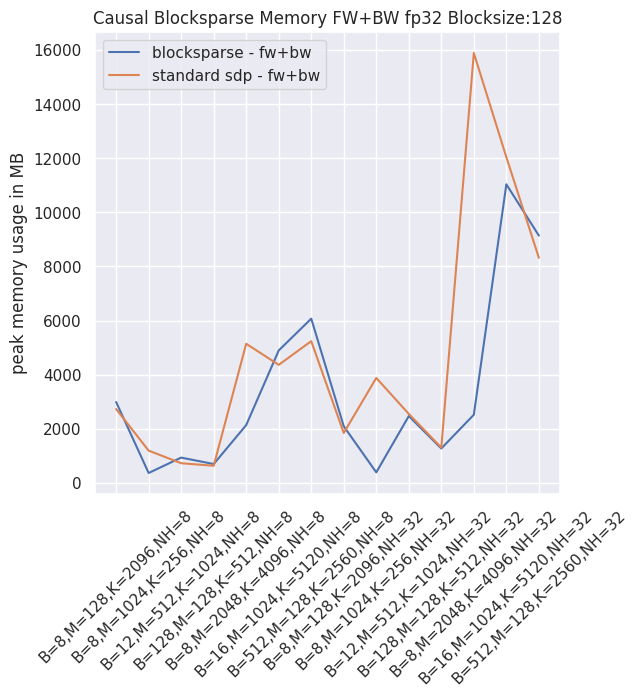 Causal Blocksparse Memory FW+BW fp32 Blocksize:128
blocksparse - fw+bw
standard sdp - fw+bw
peak memory usage in MB
16000
14000
12000
10000
8000
6000
4000
2000
0
B=8,M=128,K=2096,NH=8
B=8,M=1024,K=256,NH=8
B=12,M=512,K=1024,NH=8
B=128,M=128,K=512,NH=8
B=8,M=2048,K=4096,NH=8
B=16,M=1024,K=5120,NH=8
B=512,M=128,K=2560,NH=8
B=8,M=128,K=2096,NH=32
B=8,M=1024,K=256,NH=32
B=12,M=512,K=1024,NH=32
B=128,M=128,K=512,NH=32
B=8,M=2048,K=4096,NH=32
B=16,M=1024,K=5120,NH=32
B=512,M=128,K=2560,NH=32